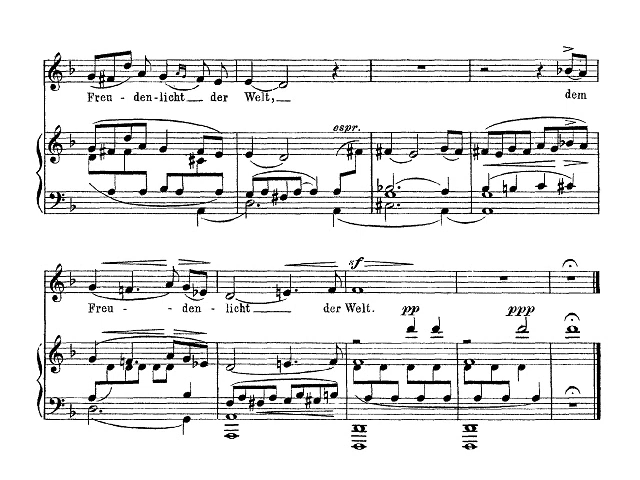 Freu - den-licht der Welt, dem
espr.
Freu - - den - licht der Welt.
sf
pp ppp